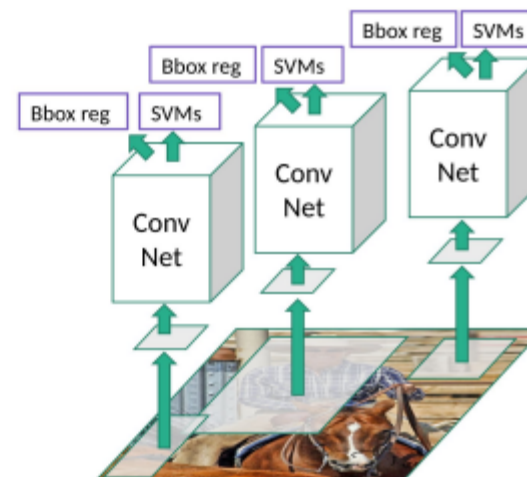 Bbox reg SVMs
Bbox reg SVMs
Bbox reg SVMs
Conv
Net
Conv
Net
Conv
Net